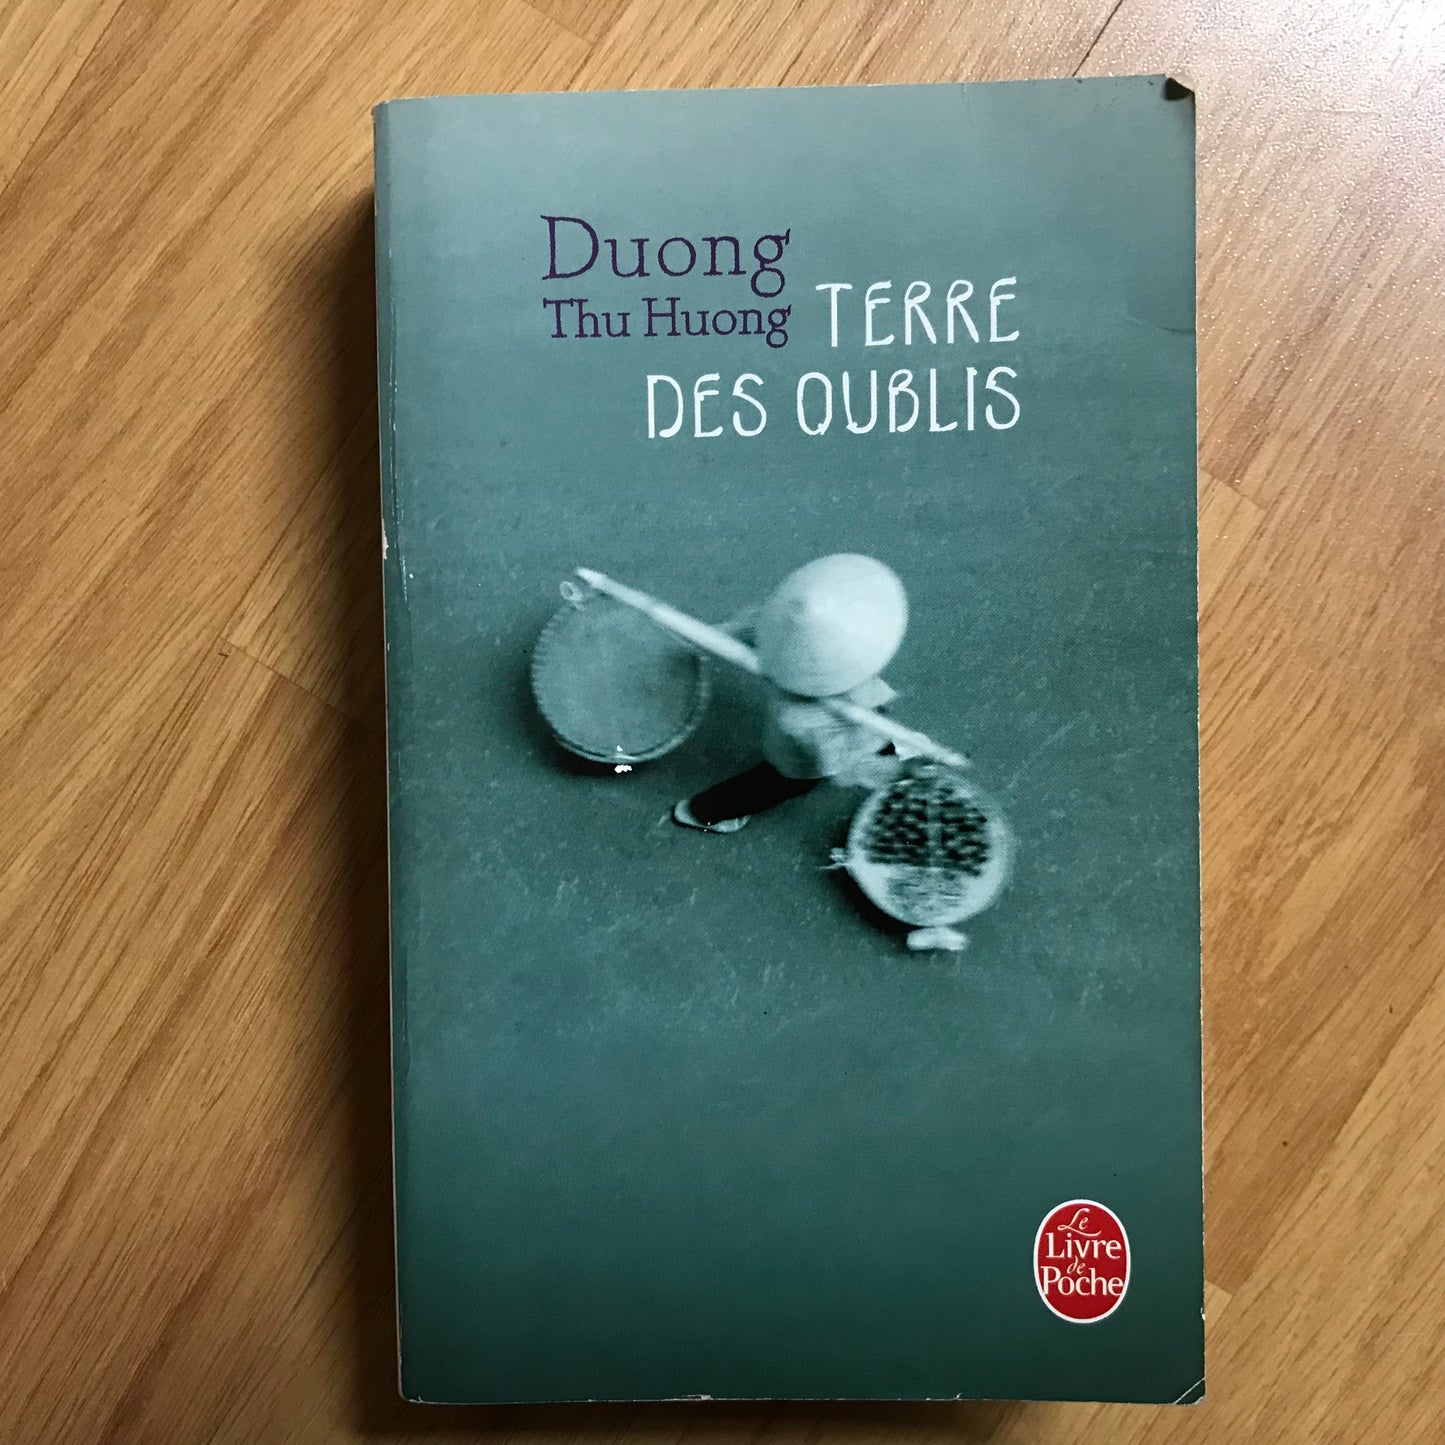 Duong
Thu Huong
TERRE
DES OUBLIS
Le
Livre
de
Poche